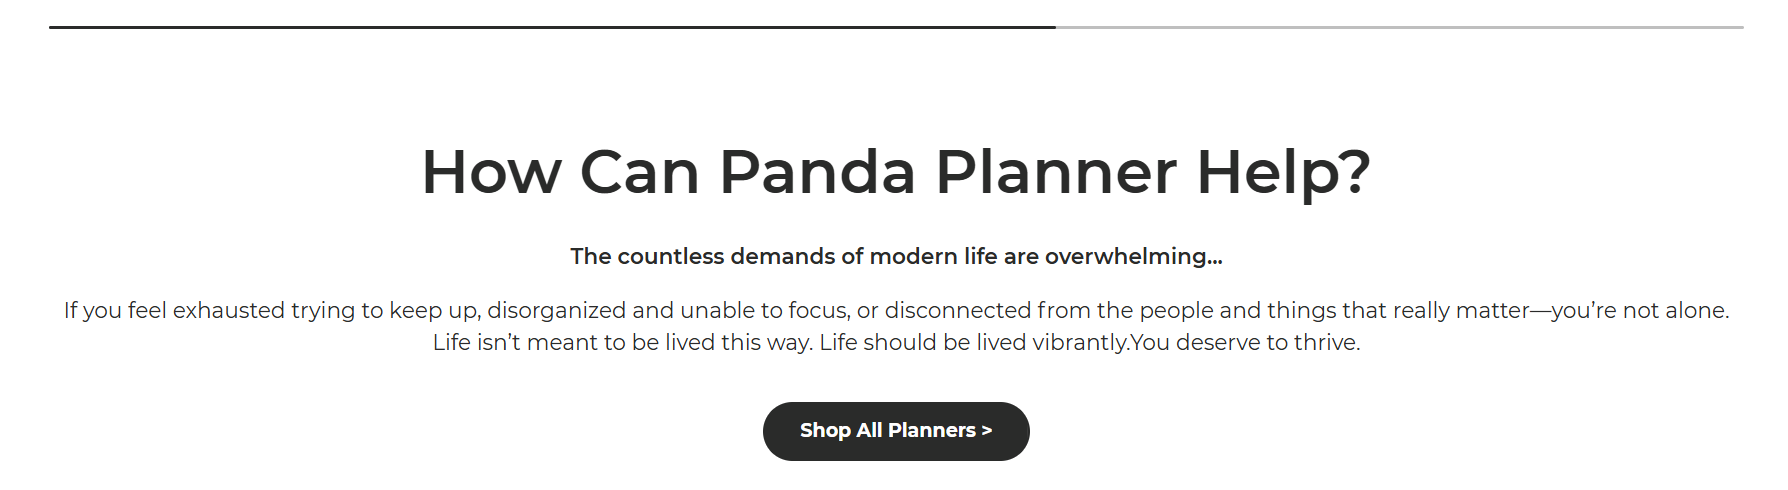 How Can Panda Planner Help?
The countless demands of modern life are overwhelming...
If you feel exhausted trying to keep up, disorganized and unable to focus, or disconnected from the people and things that really matter—you’re not alone.
Life isn’t meant to be lived this way. Life should be lived vibrantly.You deserve to thrive.
Shop All Planners >